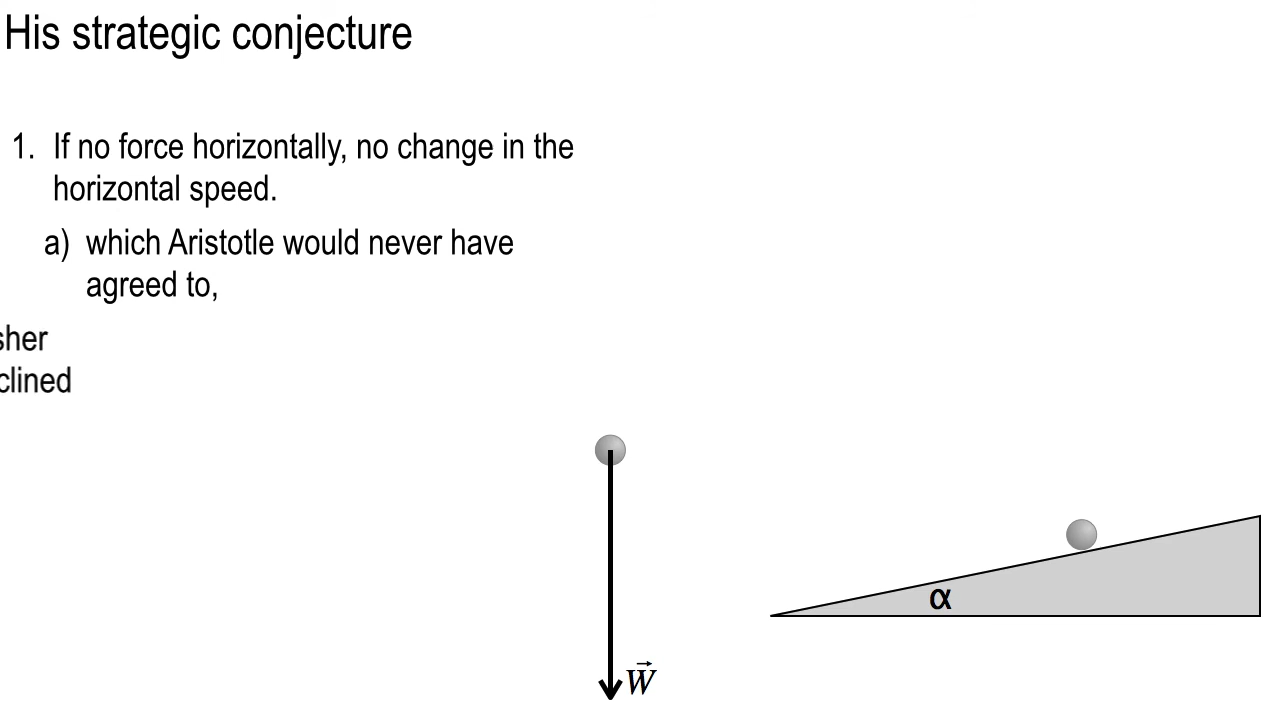 His strategic conjecture
1. If no force horizontally, no change in the
horizontal speed.
a) which Aristotle would never have
agreed to,
sher
clined
α
W⃗